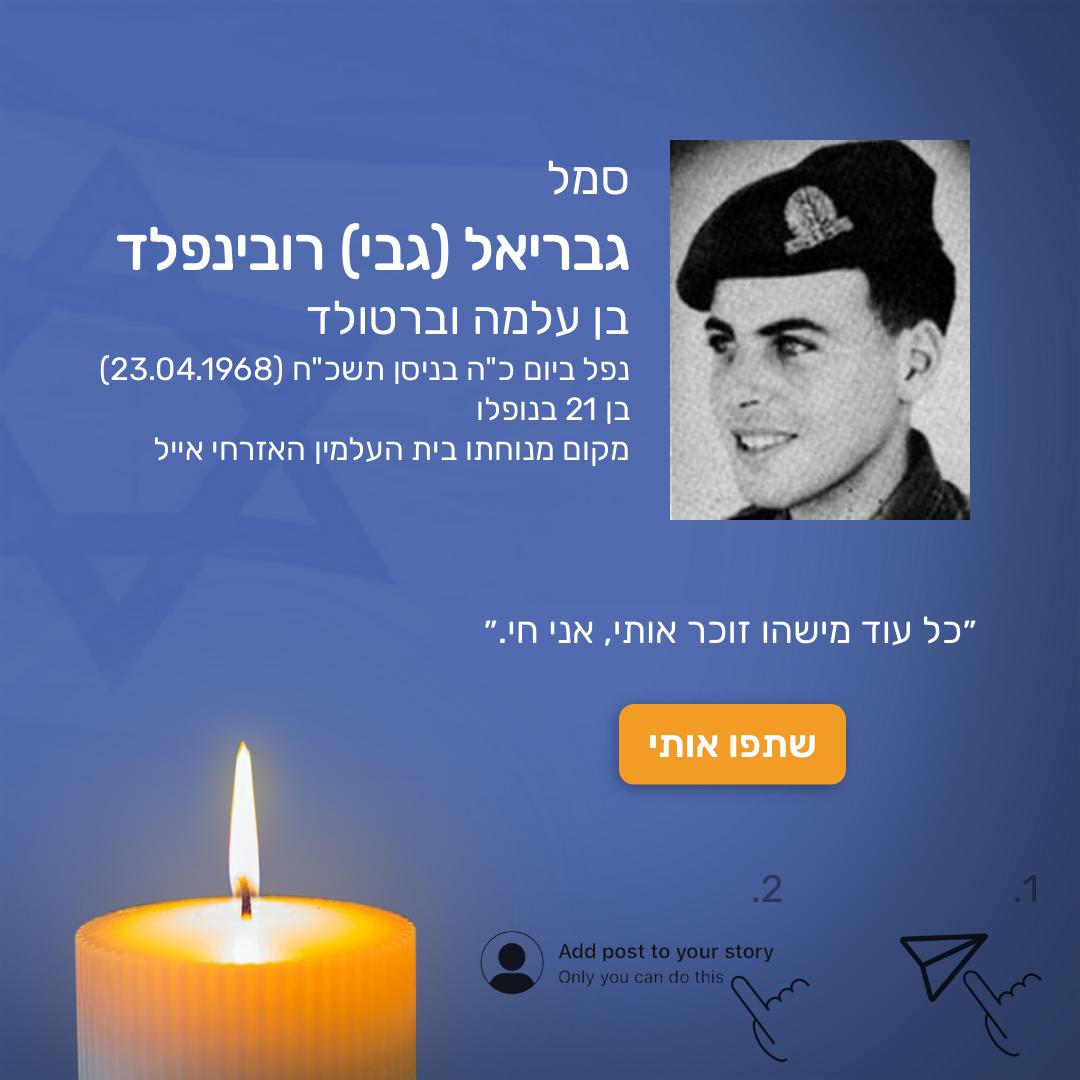 סמל
גבריאל (גבי) רובינפלד
בן עלמה וברטולד
נפל ביום כ"ה בניסן תשכ"ח (23.04.1968)
בן 21 בנופלו
מקום מנוחתו בית העלמין האזרחי אייל
״כל עוד מישהו זוכר אותי, אני חי.״
שתפו אותי
1.
2.
Add post to your story
Only you can do this